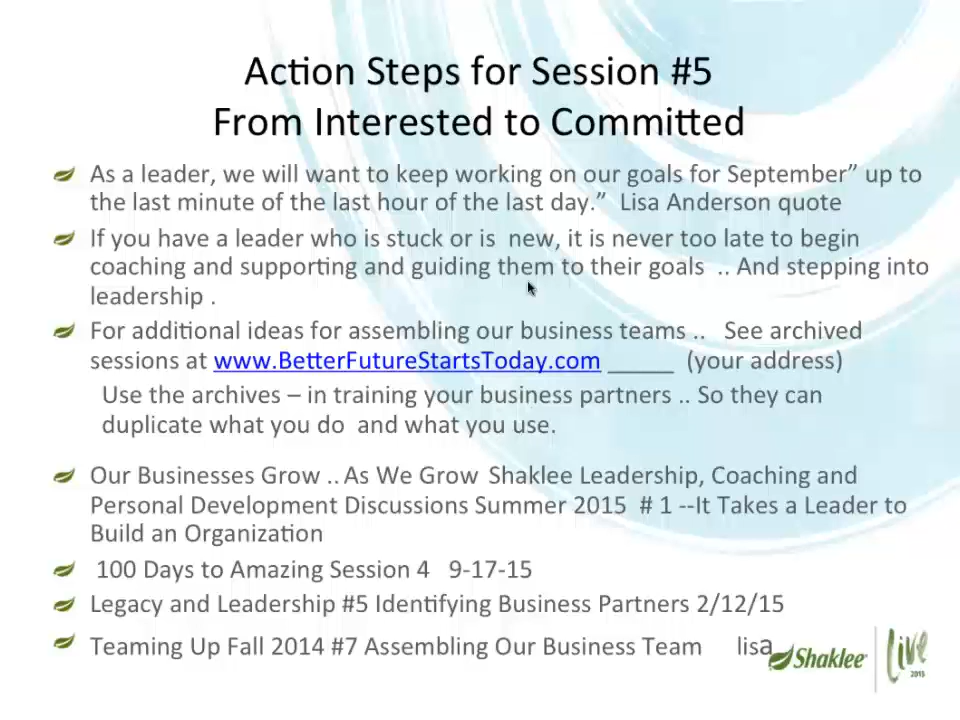 Action Steps for Session #5
From Interested to Committed
As a leader, we will want to keep working on our goals for September” up to
the last minute of the last hour of the last day.”  Lisa Anderson quote
If you have a leader who is stuck or is  new, it is never too late to begin
coaching and supporting and guiding them to their goals  .. And stepping into
leadership .
For additional ideas for assembling our business teams ..   See archived
sessions at www.BetterFutureStartsToday.com _____  (your address)
Use the archives – in training your business partners .. So they can
duplicate what you do  and what you use.
Our Businesses Grow .. As We Grow  Shaklee Leadership, Coaching and
Personal Development Discussions Summer 2015  # 1 --It Takes a Leader to
Build an Organization
100 Days to Amazing Session 4   9-17-15
Legacy and Leadership #5 Identifying Business Partners 2/12/15
Teaming Up Fall 2014 #7 Assembling Our Business Team     lisa
Shaklee Live
2015